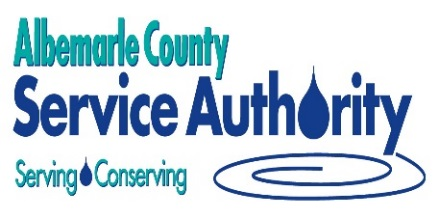 Albemarle County
Service Authority
Serving Conserving